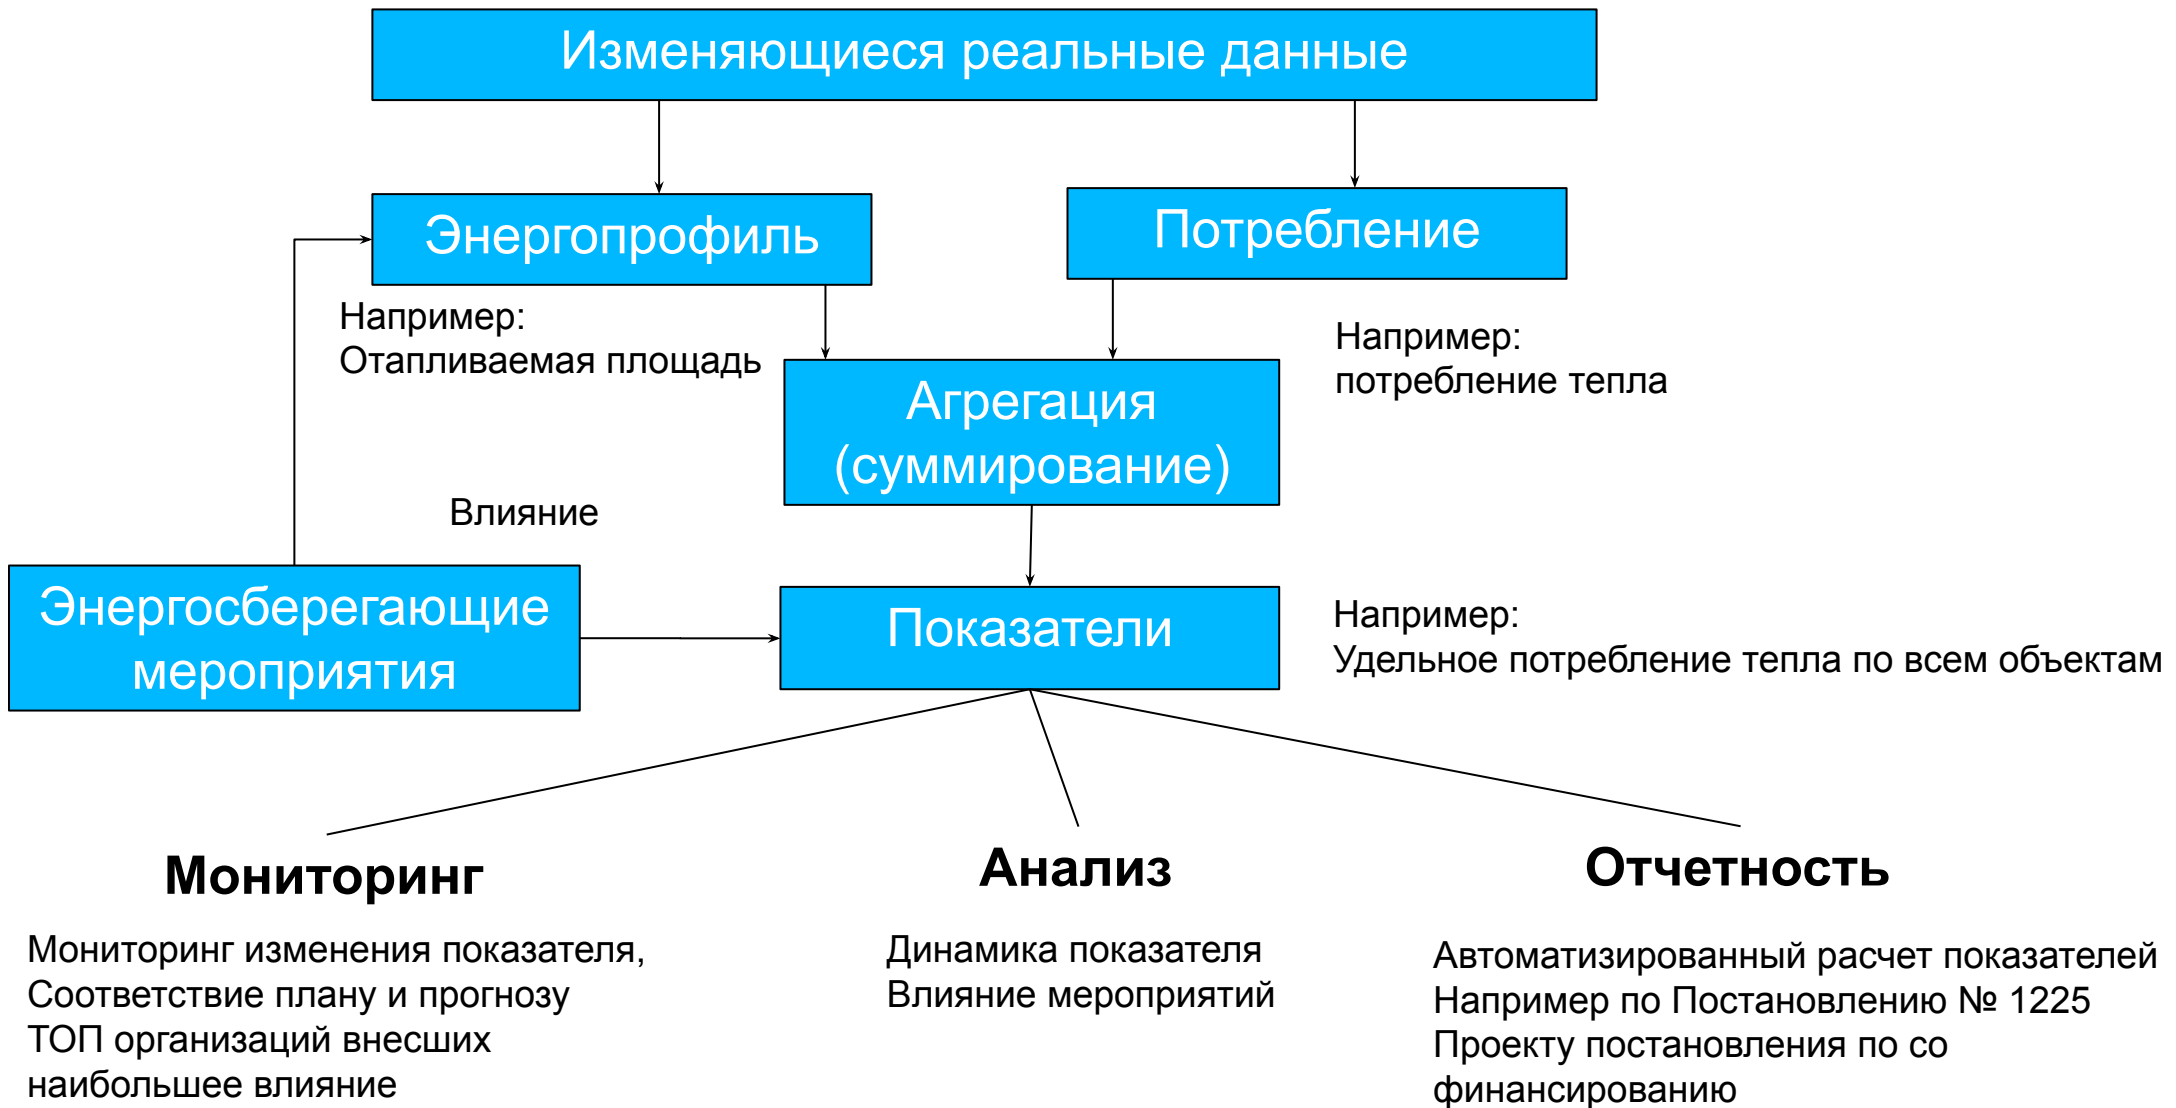 Изменяющиеся реальные данные
Энергопрофиль
Потребление
Например:
Отапливаемая площадь
Например:
потребление тепла
Агрегация
(суммирование)
Влияние
Энергосберегающие
мероприятия
Показатели
Например:
Удельное потребление тепла по всем объектам
Мониторинг
Мониторинг изменения показателя,
Соответствие плану и прогнозу
ТОП организаций внесших
наибольшее влияние
Анализ
Динамика показателя
Влияние мероприятий
Отчетность
Автоматизированный расчет показателей
Например по Постановлению № 1225
Проекту постановления по со
финансированию